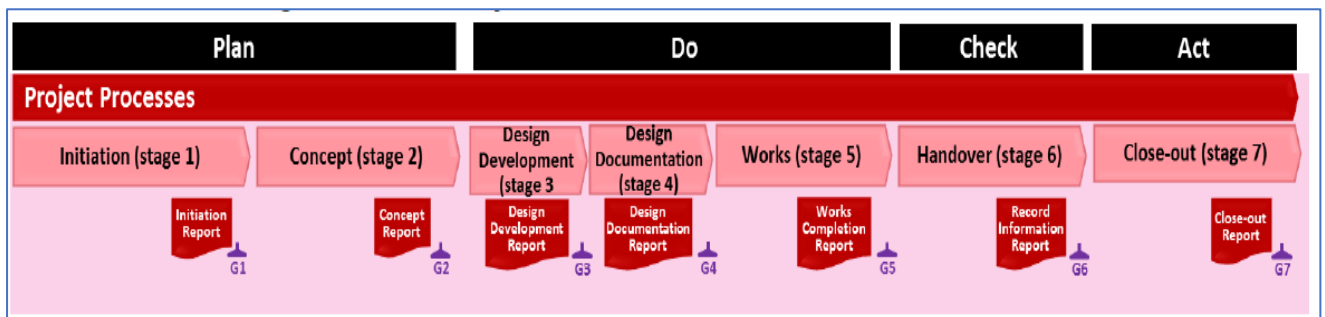 Plan
Do
Check
Act
Project Processes
Initiation (stage 1)
Concept (stage 2)
Design
Development
(stage 3
Design
Documentation
(stage 4)
Works (stage 5)
Handover (stage 6)
Close-out (stage 7)
Initiation
Report
G1
Concept
Report
G2
Design
Development
Report
G3
Design
Documentation
Report
G4
Works
Completion
Report
G5
Record
Information
Report
G6
Close-out
Report
G7